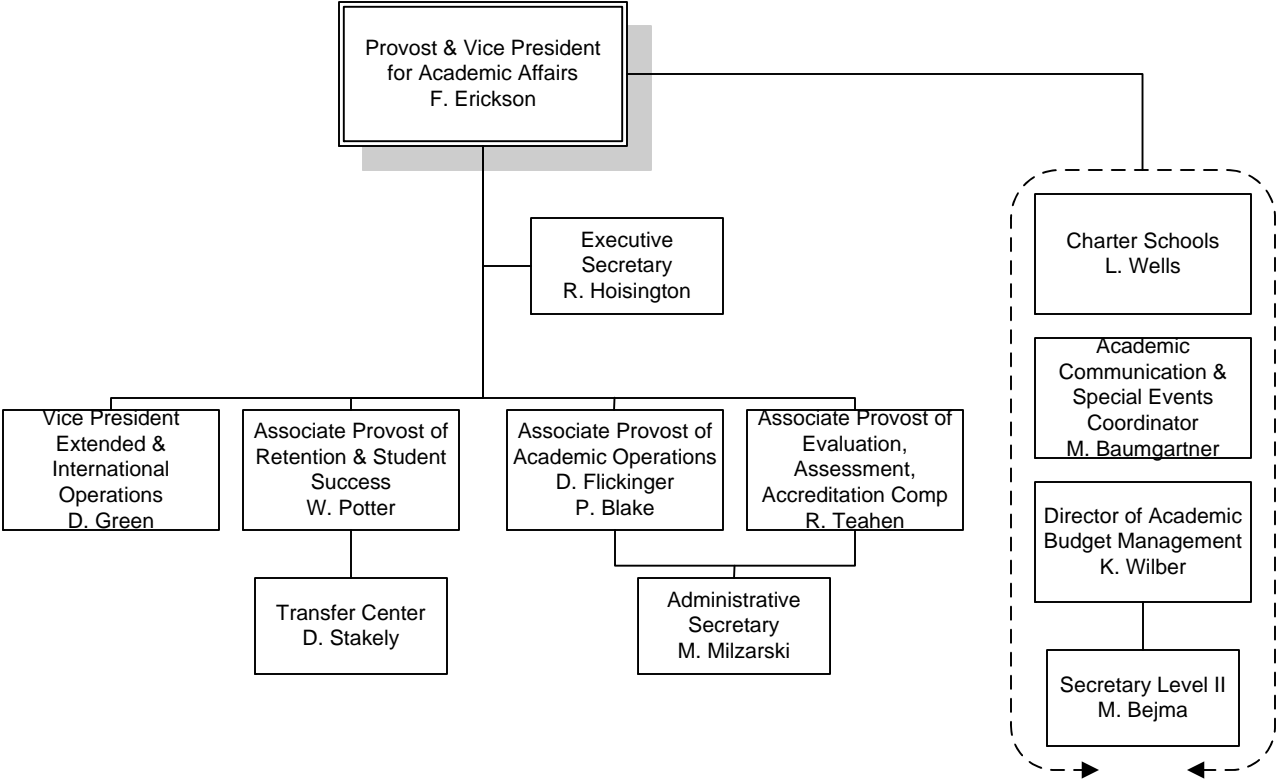 Provost & Vice President
for Academic Affairs
F. Erickson
Executive
Secretary
R. Hoisington
Charter Schools
L. Wells
Academic
Communication &
Special Events
Coordinator
M. Baumgartner
Vice President
Extended &
International
Operations
D. Green
Associate Provost of
Retention & Student
Success
W. Potter
Associate Provost of
Academic Operations
D. Flickinger
P. Blake
Associate Provost of
Evaluation,
Assessment,
Accreditation Comp
R. Teahen
Director of Academic
Budget Management
K. Wilber
Transfer Center
D. Stakely
Administrative
Secretary
M. Milzarski
Secretary Level II
M. Bejma